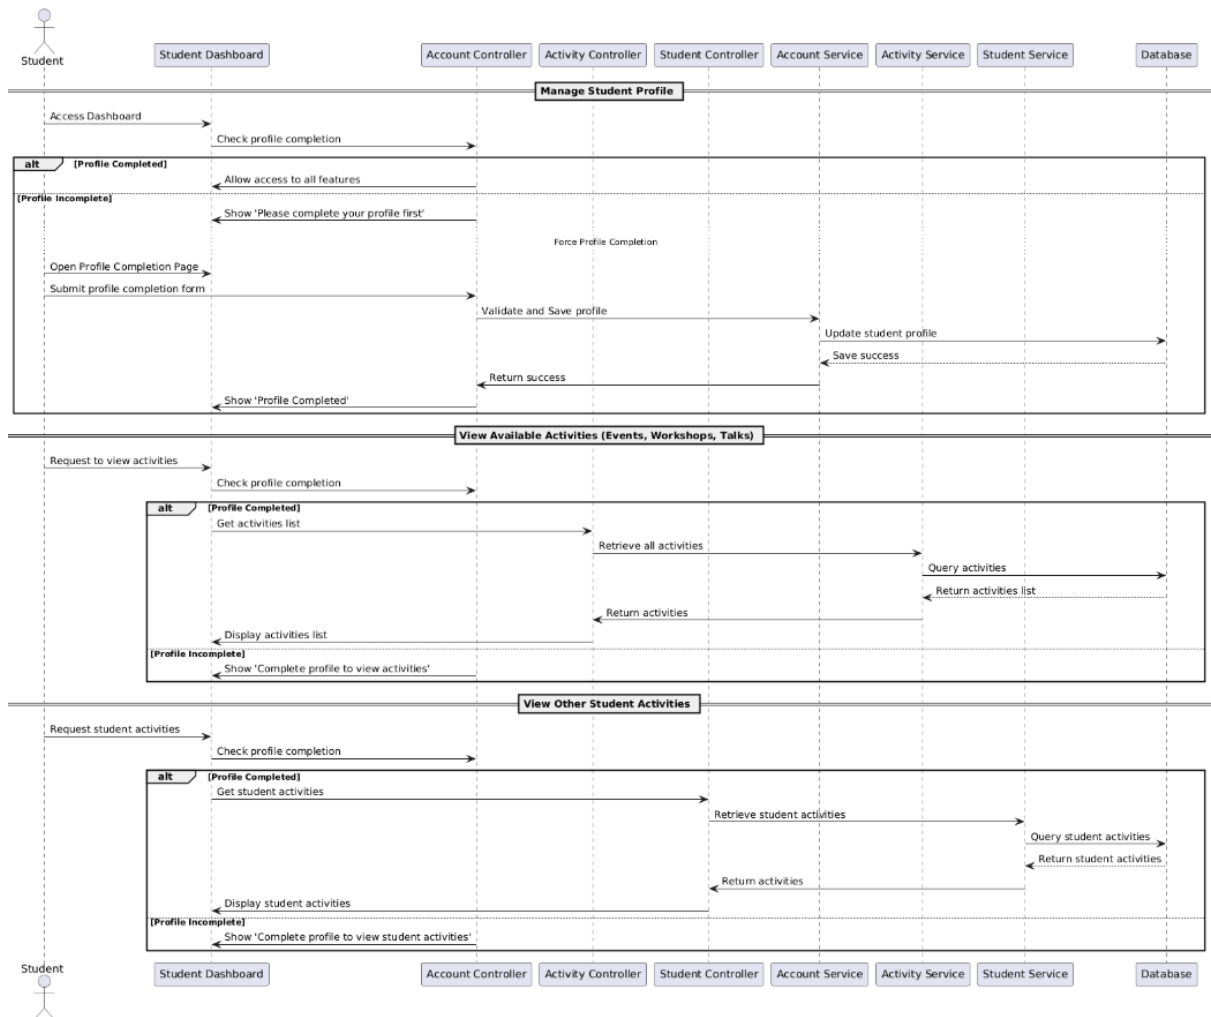 Student
Student Dashboard
Account Controller
Activity Controller
Student Controller
Account Service
Activity Service
Student Service
Database
Manage Student Profile
Access Dashboard
Check profile completion
alt
[Profile Completed]
Allow access to all features
[Profile Incomplete]
Show 'Please complete your profile first'
Force Profile Completion
Open Profile Completion Page
Submit profile completion form
Validate and Save profile
Update student profile
Save success
Return success
Show 'Profile Completed'
View Available Activities (Events, Workshops, Talks)
Request to view activities
Check profile completion
alt
[Profile Completed]
Get activities list
Retrieve all activities
Query activities
Return activities list
Return activities
Display activities list
[Profile Incomplete]
Show 'Complete profile to view activities'
View Other Student Activities
Request student activities
Check profile completion
alt
[Profile Completed]
Get student activities
Retrieve student activities
Query student activities
Return student activities
Return activities
Display student activities
[Profile Incomplete]
Show 'Complete profile to view student activities'
Student
Student Dashboard
Account Controller
Activity Controller
Student Controller
Account Service
Activity Service
Student Service
Database